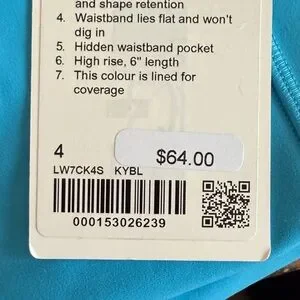 and shape retention
4. Waistband lies flat and won't
dig in
5. Hidden waistband pocket
6. High rise, 6" length
7. This colour is lined for
coverage
4
$64.00
LW7CK4S KYBL
000153026239